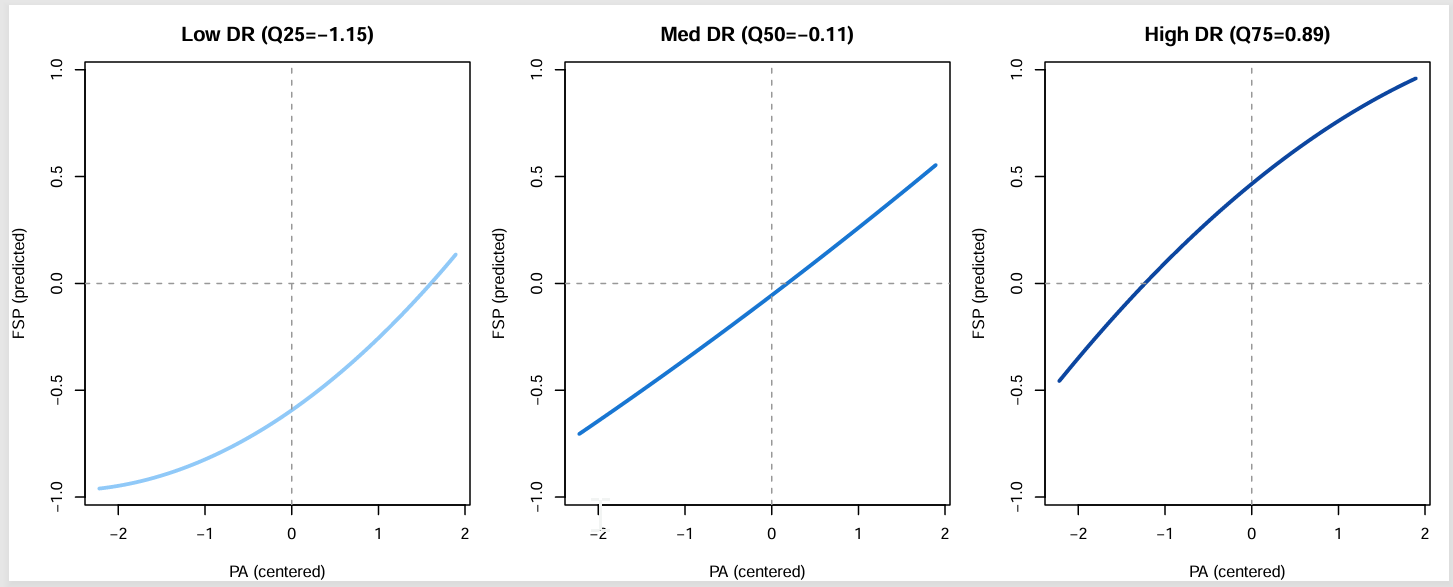 Low DR (Q25=−1.15)
1.0
0.5
0.0
−0.5
−1.0
FSP (predicted)
−2 −1 0 1 2
PA (centered)
Med DR (Q50=−0.11)
1.0
0.5
0.0
−0.5
−1.0
FSP (predicted)
−2 −1 0 1 2
PA (centered)
High DR (Q75=0.89)
1.0
0.5
0.0
−0.5
−1.0
FSP (predicted)
−2 −1 0 1 2
PA (centered)